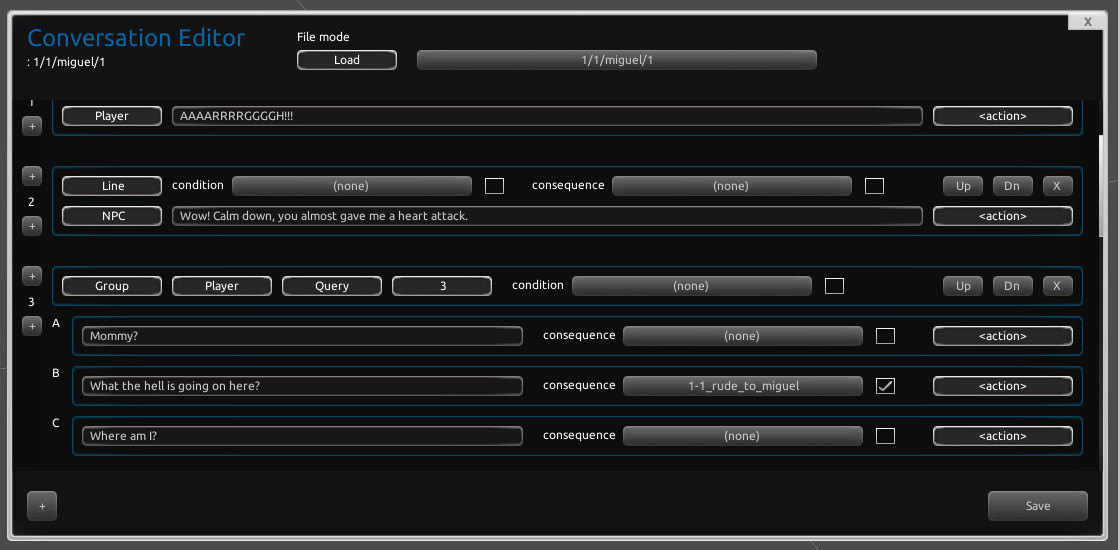 X
Conversation Editor
File mode
: 1/1/miguel/1
Load 1/1/miguel/1
1
Player AAAARRRRGGGGH!!! <action>
+
+
Line condition (none) consequence (none) Up Dn X
2
NPC Wow! Calm down, you almost gave me a heart attack. <action>
+
+
Group Player Query 3 condition (none) Up Dn X
3
+
A
Mommy? consequence (none) <action>
B
What the hell is going on here? consequence 1-1_rude_to_miguel <action>
C
Where am I? consequence (none) <action>
+ Save